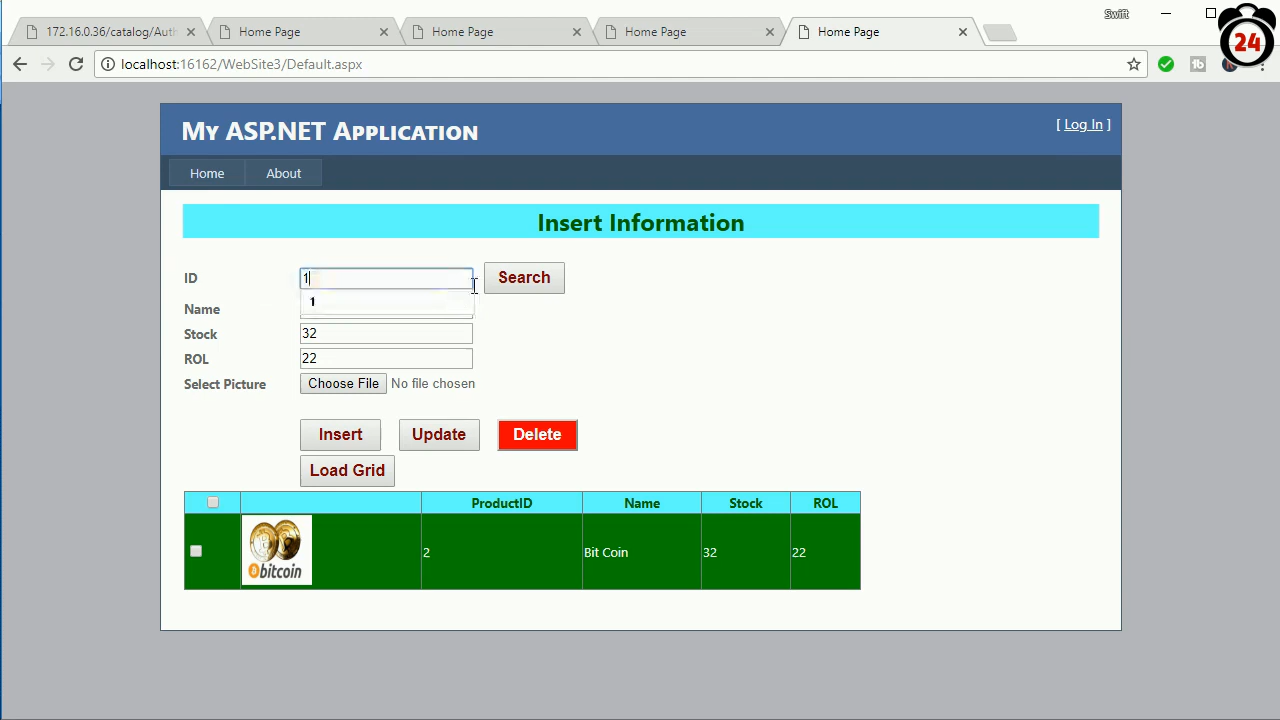 Swift
24
172.16.0.36/catalog/Auth
Home Page
Home Page
Home Page
Home Page
localhost:16162/WebSite3/Default.aspx
My ASP.NET Application
[ Log In ]
Home
About
Insert Information
ID
1
Search
1
Name
Stock
32
ROL
22
Select Picture
Choose File
No file chosen
Insert
Update
Delete
Load Grid
ProductID
Name
Stock
ROL
bitcoin
2
Bit Coin
32
22